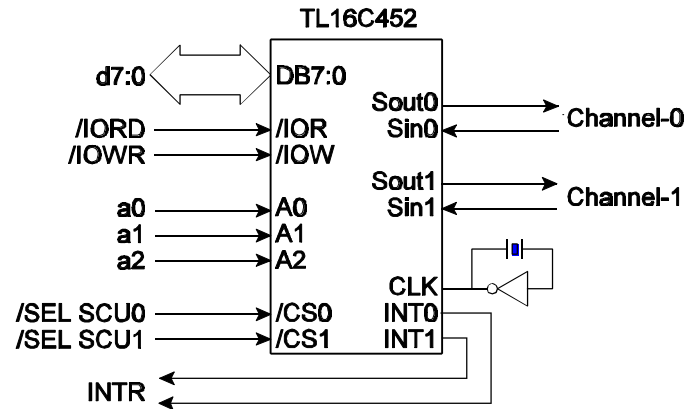 TL16C452
d7:0 DB7:0
Sout0
/IORD /IOR Sin0 Channel-0
/IOWR /IOW
Sout1
a0 A0 Sin1 Channel-1
a1 A1
a2 A2
CLK
/SEL SCU0 /CS0 INT0
/SEL SCU1 /CS1 INT1
INTR